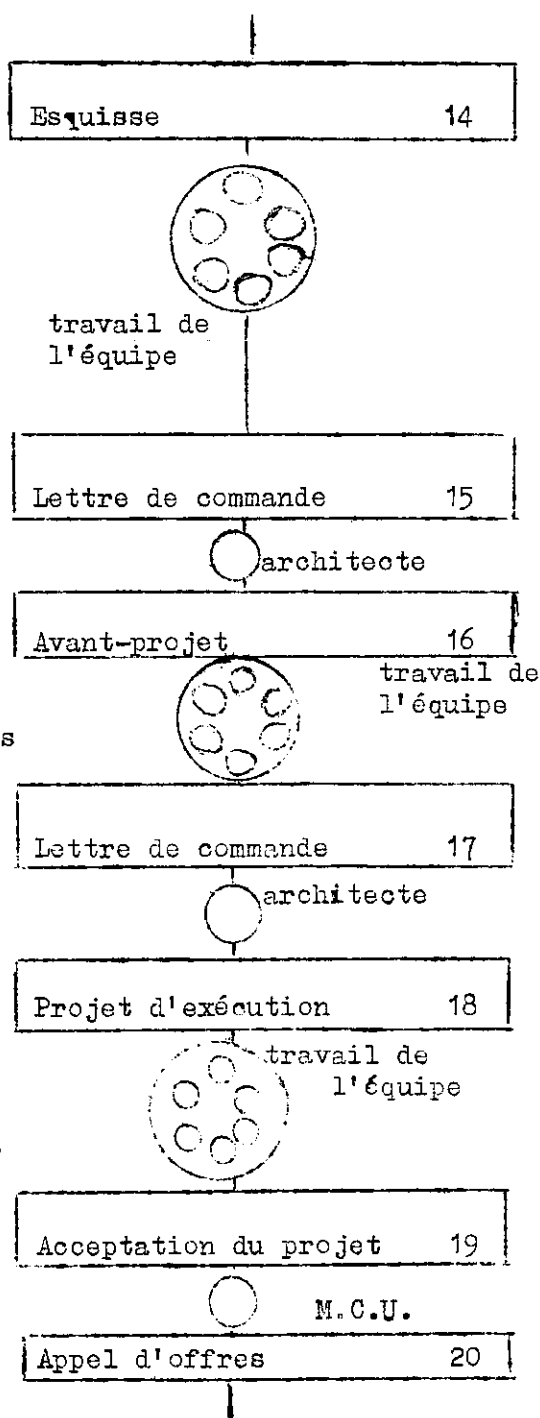 Esquisse 14
travail de
l'équipe
Lettre de commande 15
architecte
Avant-projet 16
travail de
l'équipe
s
Lettre de commande 17
architecte
Projet d'exécution 18
travail de
l'équipe
Acceptation du projet 19
M.C.U.
Appel d'offres 20